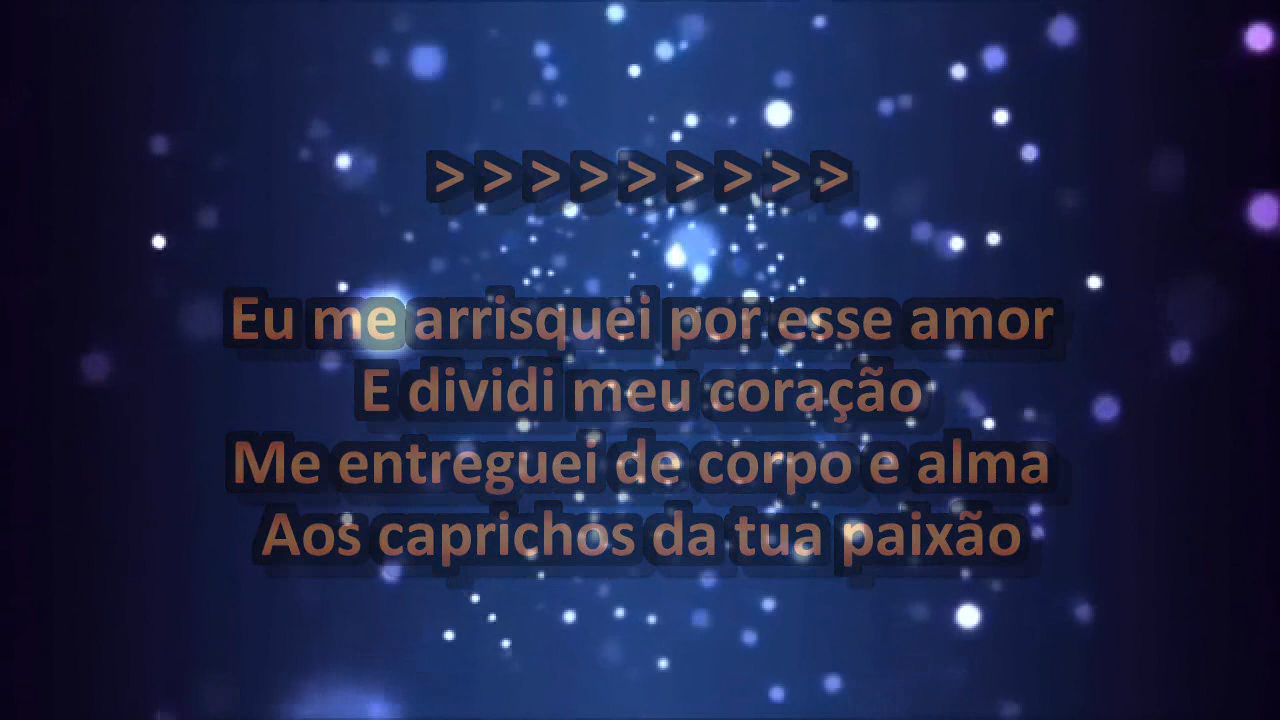 >>>>>>>>>
Eu me arrisquei por esse amor
E dividi meu coração
Me entreguei de corpo e alma
Aos caprichos da tua paixão